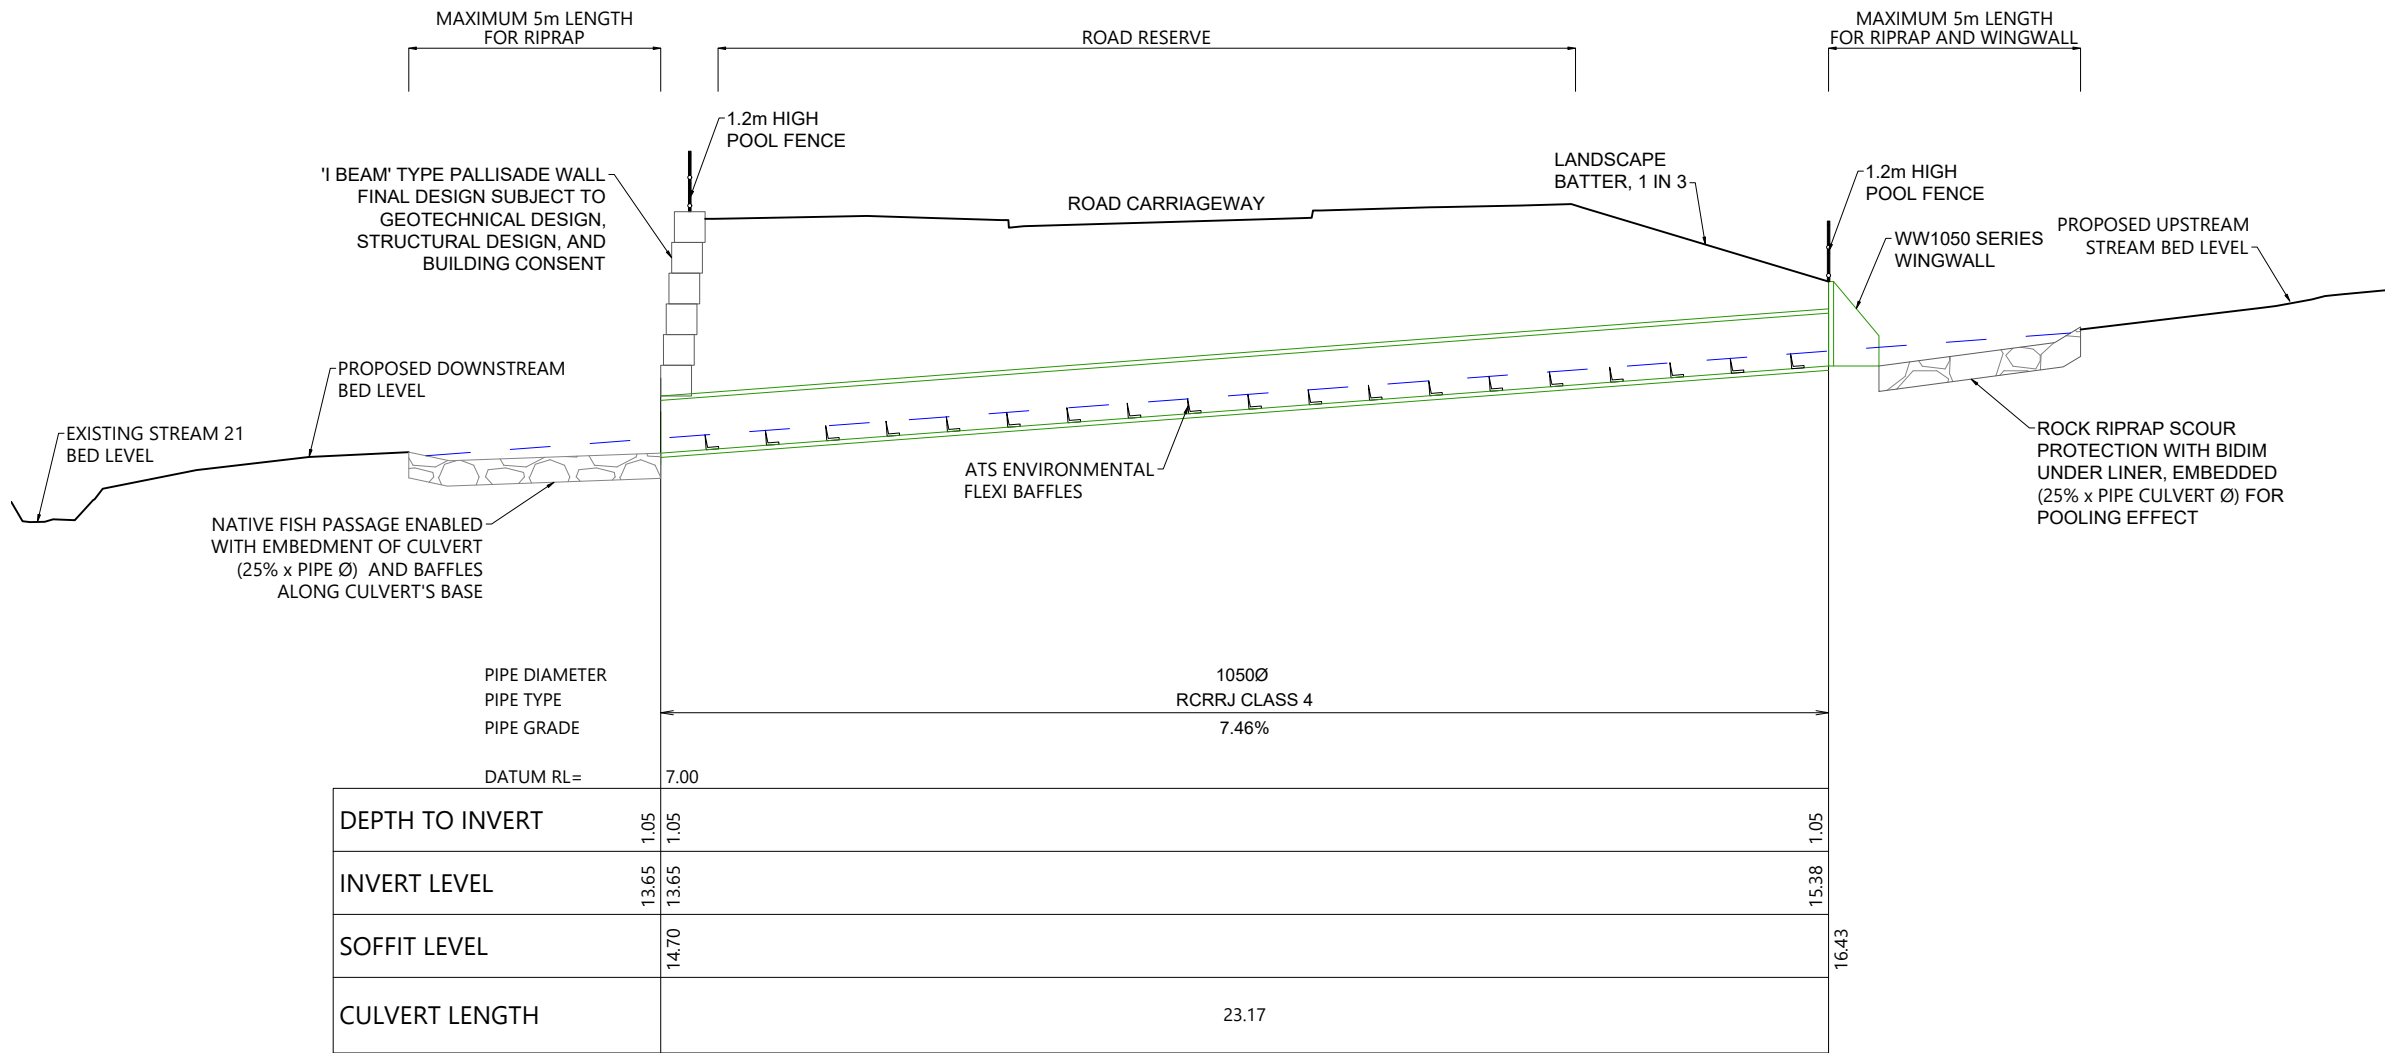 MAXIMUM 5m LENGTH
FOR RIPRAP
ROAD RESERVE
MAXIMUM 5m LENGTH
FOR RIPRAP AND WINGWALL
1.2m HIGH
POOL FENCE
'I BEAM' TYPE PALLISADE WALL
FINAL DESIGN SUBJECT TO
GEOTECHNICAL DESIGN,
STRUCTURAL DESIGN, AND
BUILDING CONSENT
ROAD CARRIAGEWAY
LANDSCAPE
BATTER, 1 IN 3
1.2m HIGH
POOL FENCE
WW1050 SERIES
WINGWALL
PROPOSED UPSTREAM
STREAM BED LEVEL
PROPOSED DOWNSTREAM
BED LEVEL
EXISTING STREAM 21
BED LEVEL
ATS ENVIRONMENTAL
FLEXI BAFFLES
ROCK RIPRAP SCOUR
PROTECTION WITH BIDIM
UNDER LINER, EMBEDDED
(25% x PIPE CULVERT Ø) FOR
POOLING EFFECT
NATIVE FISH PASSAGE ENABLED
WITH EMBEDMENT OF CULVERT
(25% x PIPE Ø) AND BAFFLES
ALONG CULVERT'S BASE
PIPE DIAMETER 1050Ø
PIPE TYPE RCRRJ CLASS 4
PIPE GRADE 7.46%
DATUM RL= 7.00
DEPTH TO INVERT 1.05 1.05 1.05
INVERT LEVEL 13.65 13.65 15.38
SOFFIT LEVEL 14.70 16.43
CULVERT LENGTH 23.17